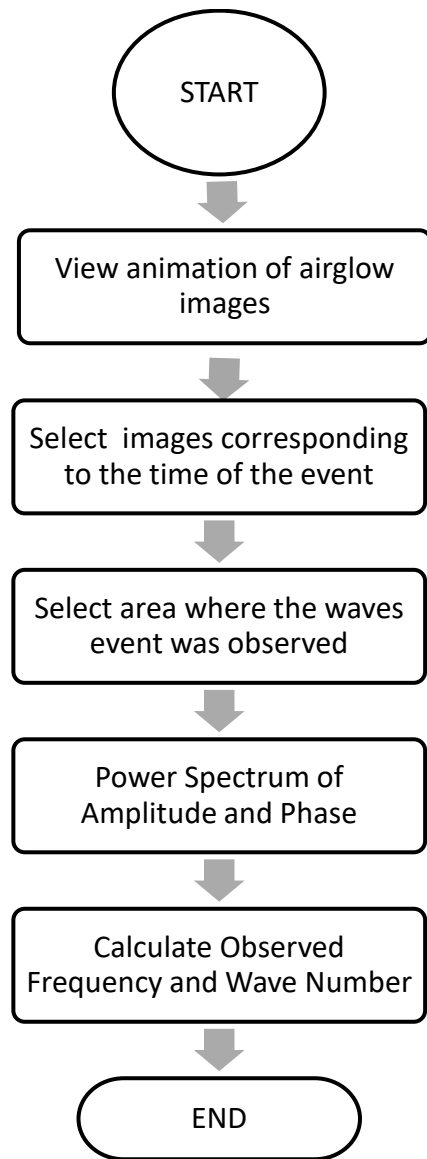 START
View animation of airglow
images
Select images corresponding
to the time of the event
Select area where the waves
event was observed
Power Spectrum of
Amplitude and Phase
Calculate Observed
Frequency and Wave Number
END